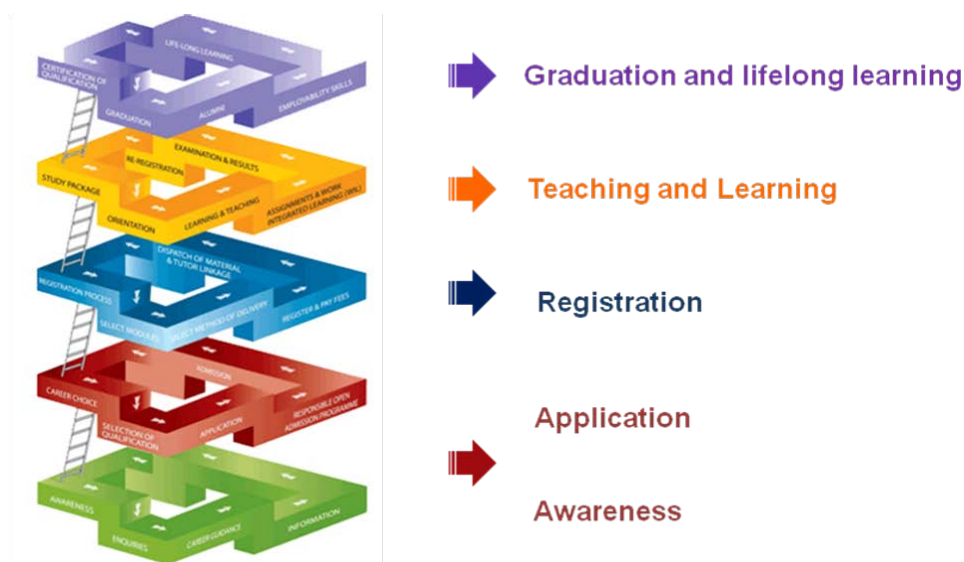 LIFE-LONG LEARNING
CERTIFICATION OF
QUALIFICATION
GRADUATION
ALUMNI
EMPLOYABILITY SKILLS
Graduation and lifelong learning
EXAMINATION & RESULTS
RE-REGISTRATION
STUDY PACKAGE
ORIENTATION
LEARNING & TEACHING
ASSIGNMENTS & WORK
INTEGRATED LEARNING (WIL)
Teaching and Learning
DISPATCH OF MATERIAL
& TUTOR LINKAGE
REGISTRATION PROCESS
SELECT MODULES
SELECT METHOD OF DELIVERY
REGISTER & PAY FEES
Registration
ADMISSION
CAREER CHOICE
SELECTION OF
QUALIFICATION
APPLICATION
RESPONSIBLE OPEN
ADMISSION PROGRAMME
Application
AWARENESS
ENQUIRIES
CAREER GUIDANCE
INFORMATION
Awareness